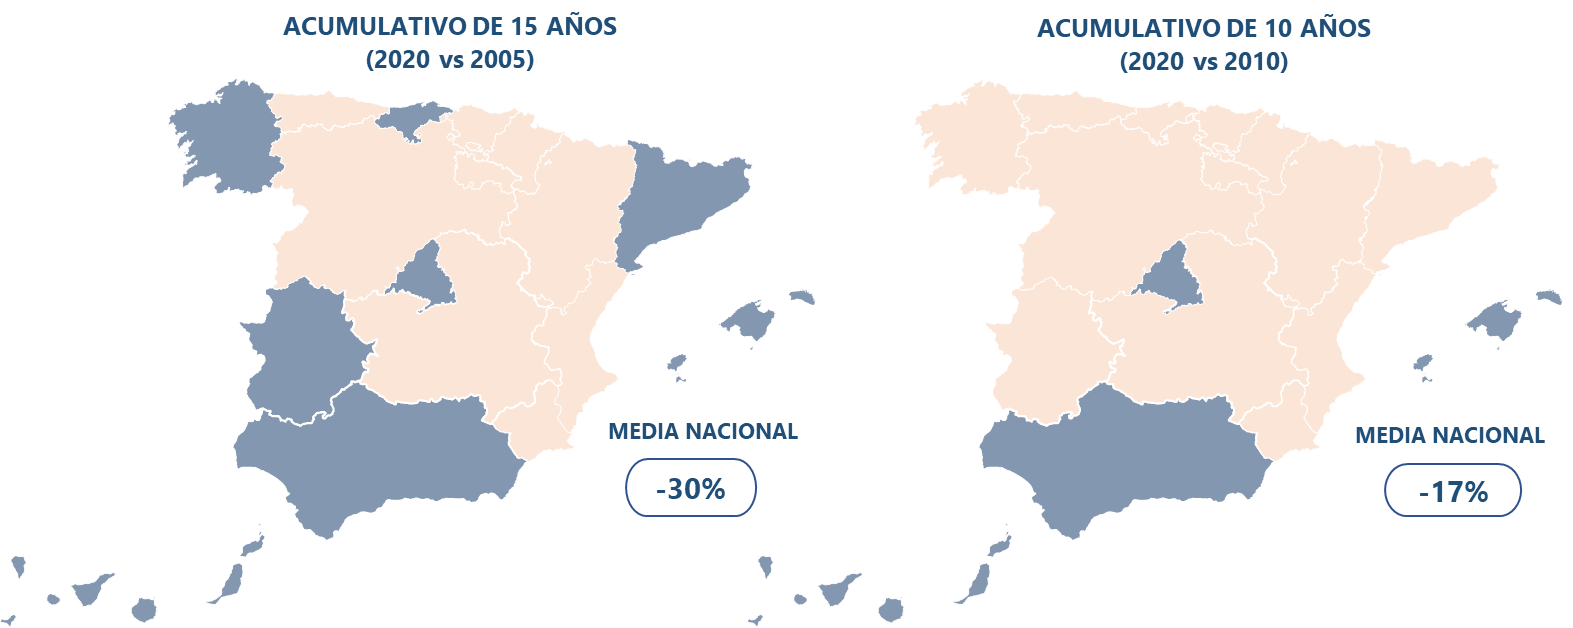 ACUMULATIVO DE 15 AÑOS
(2020 vs 2005)
MEDIA NACIONAL
-30%
ACUMULATIVO DE 10 AÑOS
(2020 vs 2010)
MEDIA NACIONAL
-17%